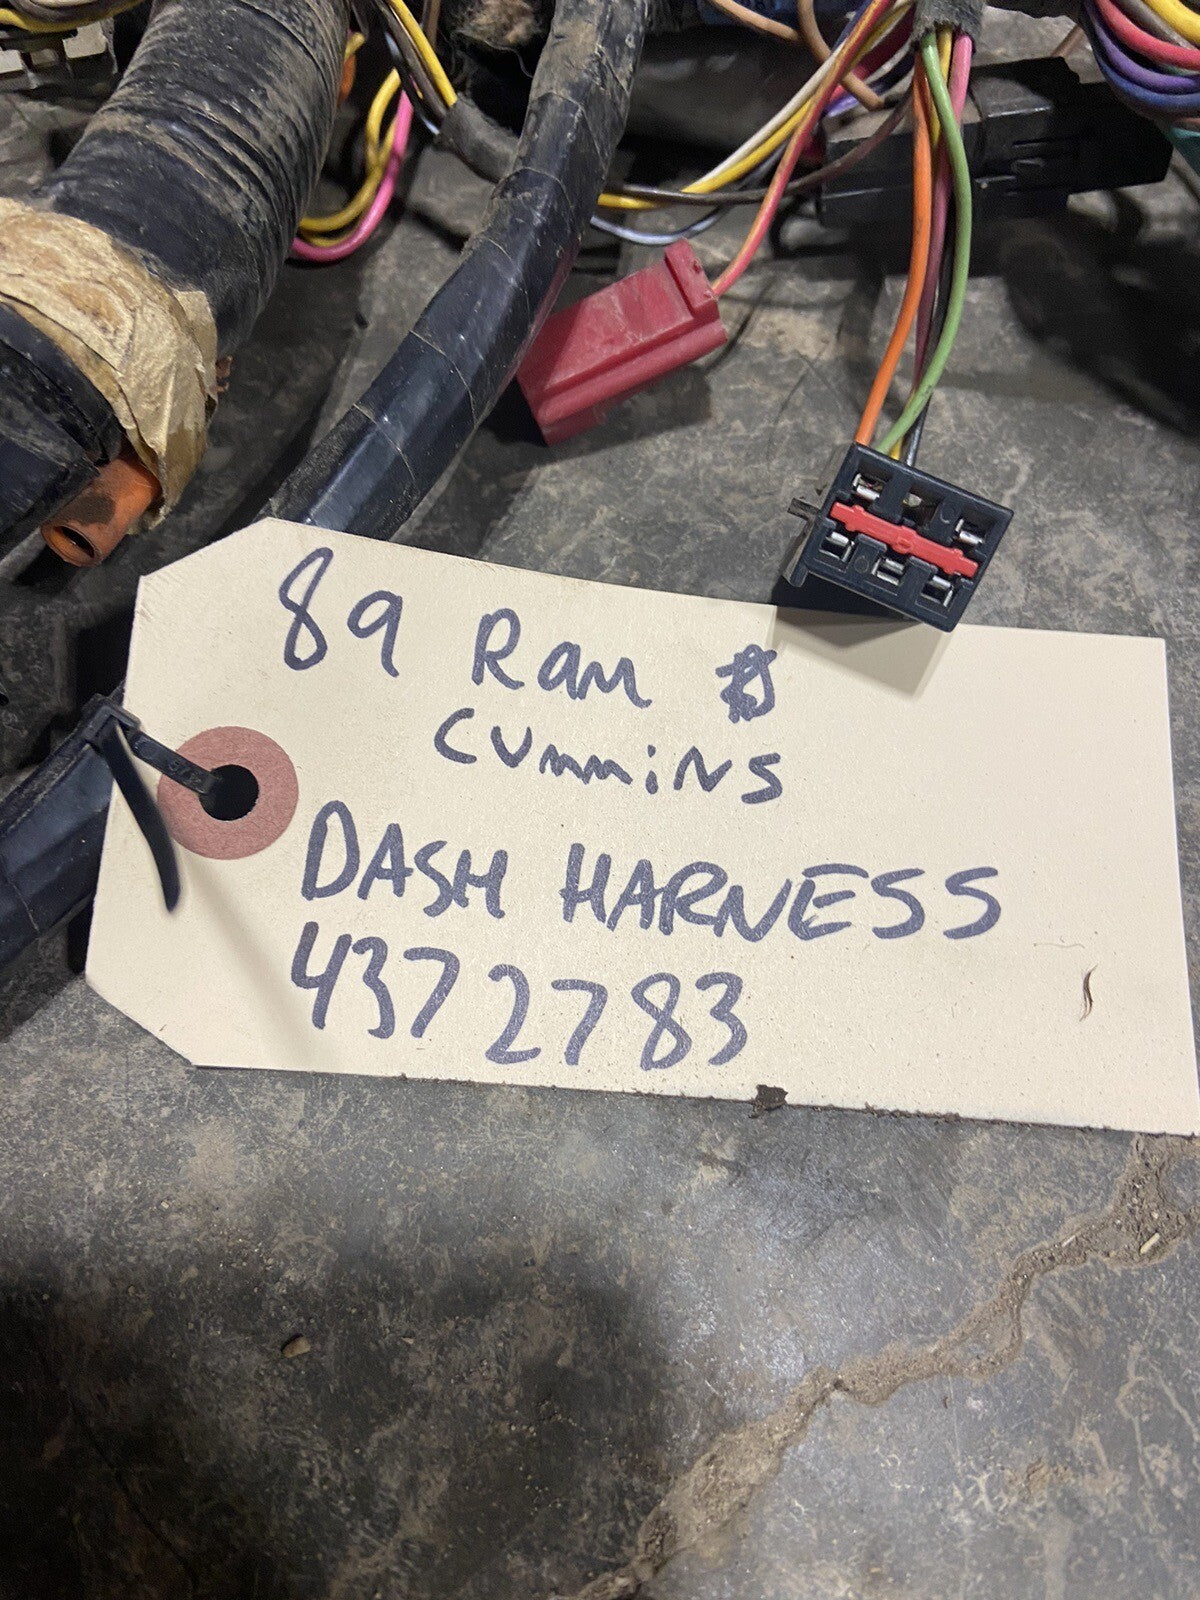 89 Ram
Cummins
DASH HARNESS
4372783